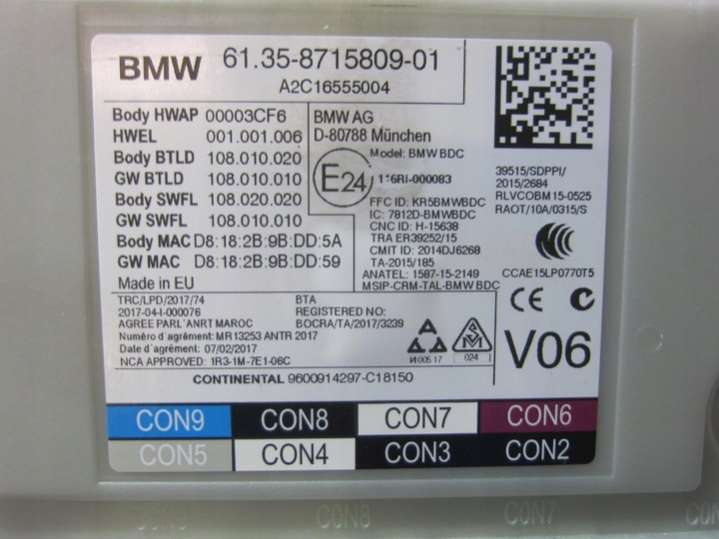 BMW 61.35-8715809-01
A2C16555004
Body HWAP 00003CF6
HWEL 001.001.006
Body BTLD 108.010.020
GW BTLD 108.010.010
Body SWFL 108.020.020
GW SWFL 108.010.010
Body MAC D8:18:2B:9B:DD:5A
GW MAC D8:18:2B:9B:DD:59
Made in EU
BMW AG
D-80788 München
Model: BMW BDC
E24
116RI-000083
FFC ID: KR5BMWBDC
IC: 7812D-BMWBDC
CNC ID: H-15638
TRA ER39252/15
CMIT ID: 2014DJ6268
TA-2015/185
ANATEL: 1587-15-2149
MSIP-CRM-TAL-BMW BDC
39515/SDPPI/
2015/2684
RLVCOBM15-0525
RAOT/10A/0315/S
CCAE15LP0770T5
CE
V06
TRC/LPD/2017/74
2017-04-I-000076
AGREE PARL'ANRT MAROC
Numéro d'agrément: MR13253 ANTR 2017
Date d'agrément: 07/02/2017
NCA APPROVED: 1R3-1M-7E1-06C
BTA
REGISTERED NO:
BOCRA/TA/2017/3239
024
CONTINENTAL 9600914297-C18150
CON9 CON8 CON7 CON6
CON5 CON4 CON3 CON2
CON9 CON8 CON7 CON